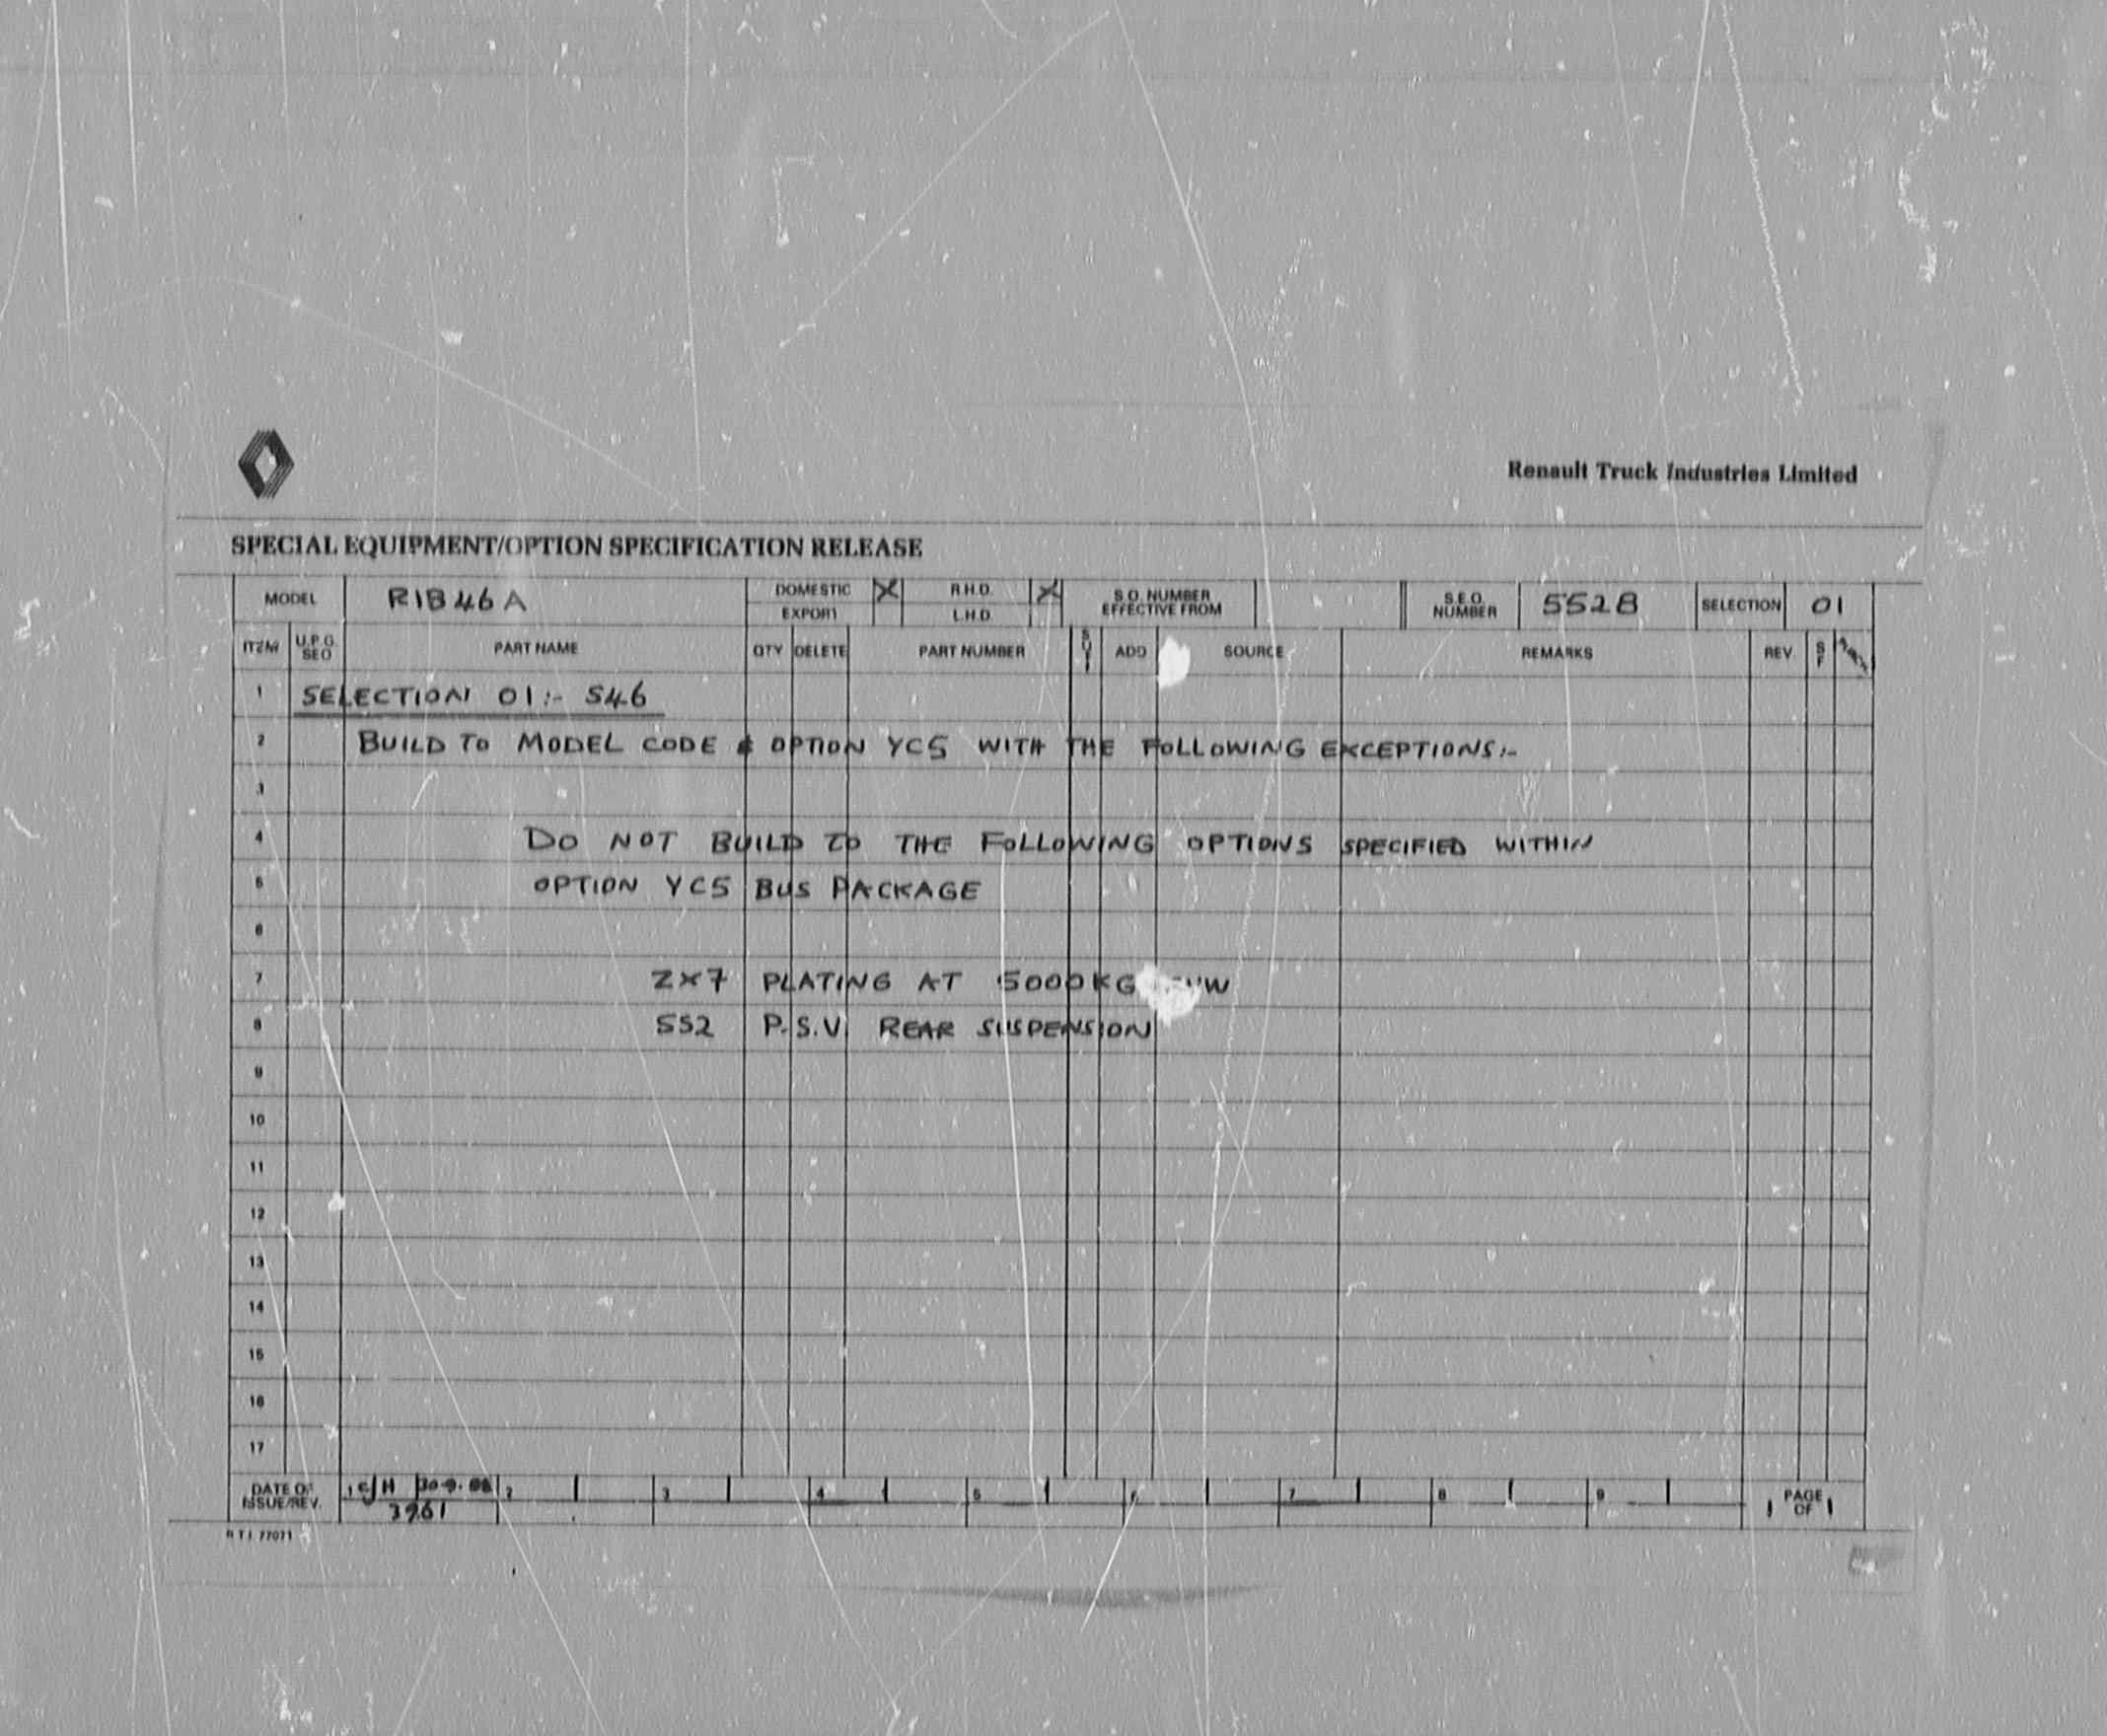 Renault Truck Industries Limited
SPECIAL EQUIPMENT/OPTION SPECIFICATION RELEASE
MODEL R1B46A DOMESTIC X R.H.D. X S.O. NUMBER EFFECTIVE FROM S.E.O. NUMBER 5528 SELECTION 01
EXPORT L.H.D.
ITEM U.P.G. SEO PART NAME QTY DELETE PART NUMBER ADD SOURCE REMARKS REV. S F
1 SELECTION 01:- S46
2 BUILD TO MODEL CODE & OPTION YC5 WITH THE FOLLOWING EXCEPTIONS:-
3
4 DO NOT BUILD TO THE FOLLOWING OPTIONS SPECIFIED WITHIN
5 OPTION YC5 BUS PACKAGE
6
7 ZX7 PLATING AT 5000KG
8 SS2 P.S.V. REAR SUSPENSION
9
10
11
12
13
14
15
16
17
DATE OF ISSUE/REV. 1 2 3 4 5 6 7 8 9 1 PAGE OF 1
R.T.I. 77071